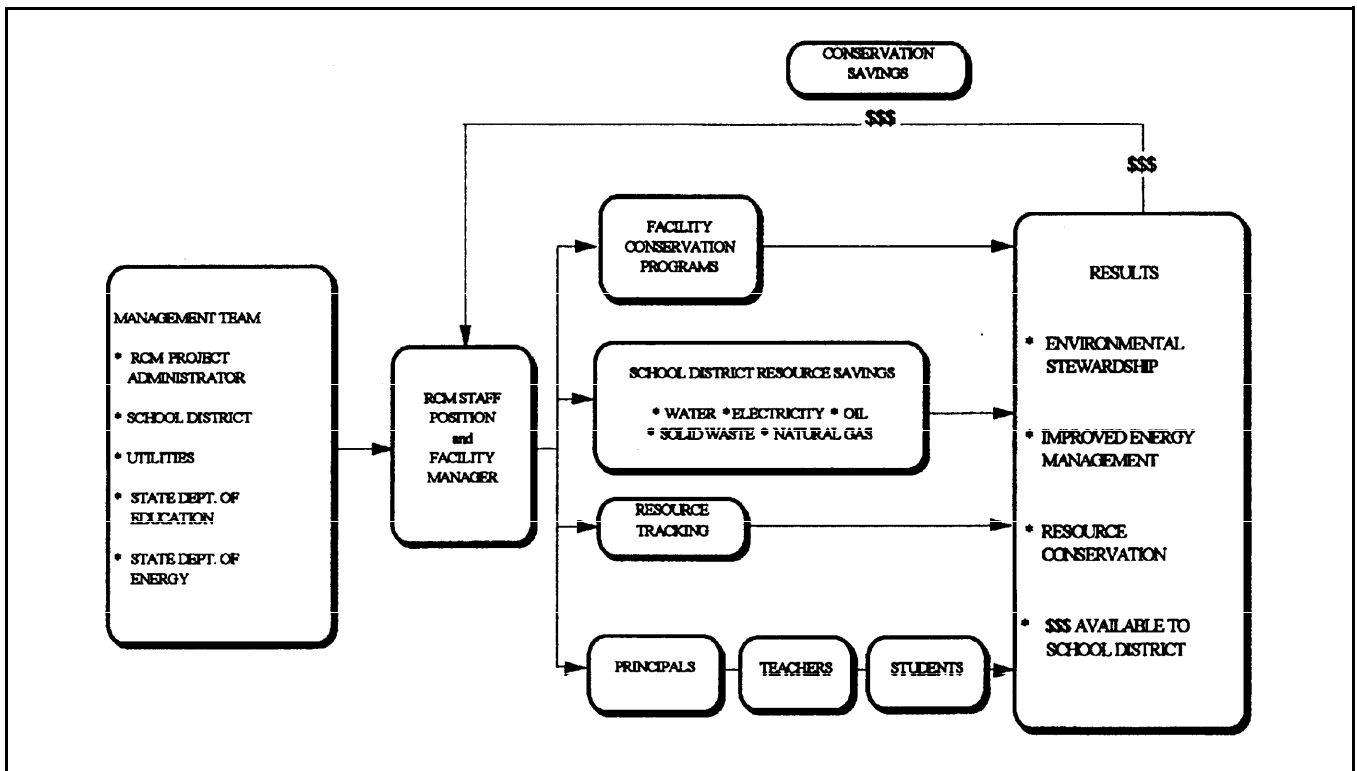 CONSERVATION
SAVINGS
$$$
$$$
FACILITY
CONSERVATION
PROGRAMS
MANAGEMENT TEAM
* RCM PROJECT
ADMINISTRATOR
* SCHOOL DISTRICT
* UTILITIES
* STATE DEPT. OF
EDUCATION
* STATE DEPT. OF
ENERGY
RCM STAFF
POSITION
and
FACILITY
MANAGER
SCHOOL DISTRICT RESOURCE SAVINGS
* WATER * ELECTRICITY * OIL
* SOLID WASTE * NATURAL GAS
RESOURCE
TRACKING
PRINCIPALS
TEACHERS
STUDENTS
RESULTS
* ENVIRONMENTAL
STEWARDSHIP
* IMPROVED ENERGY
MANAGEMENT
* RESOURCE
CONSERVATION
* $$$ AVAILABLE TO
SCHOOL DISTRICT